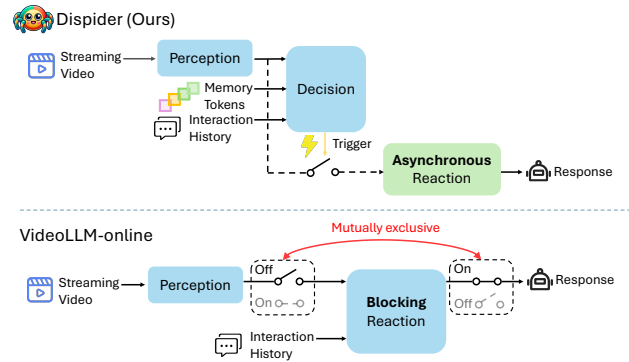 Dispider (Ours)
Streaming
Video
Perception
Memory
Tokens
Interaction
History
Decision
Trigger
Asynchronous
Reaction
Response
VideoLLM-online
Mutually exclusive
Streaming
Video
Perception
Off
On
Blocking
Reaction
On
Off
Response
Interaction
History